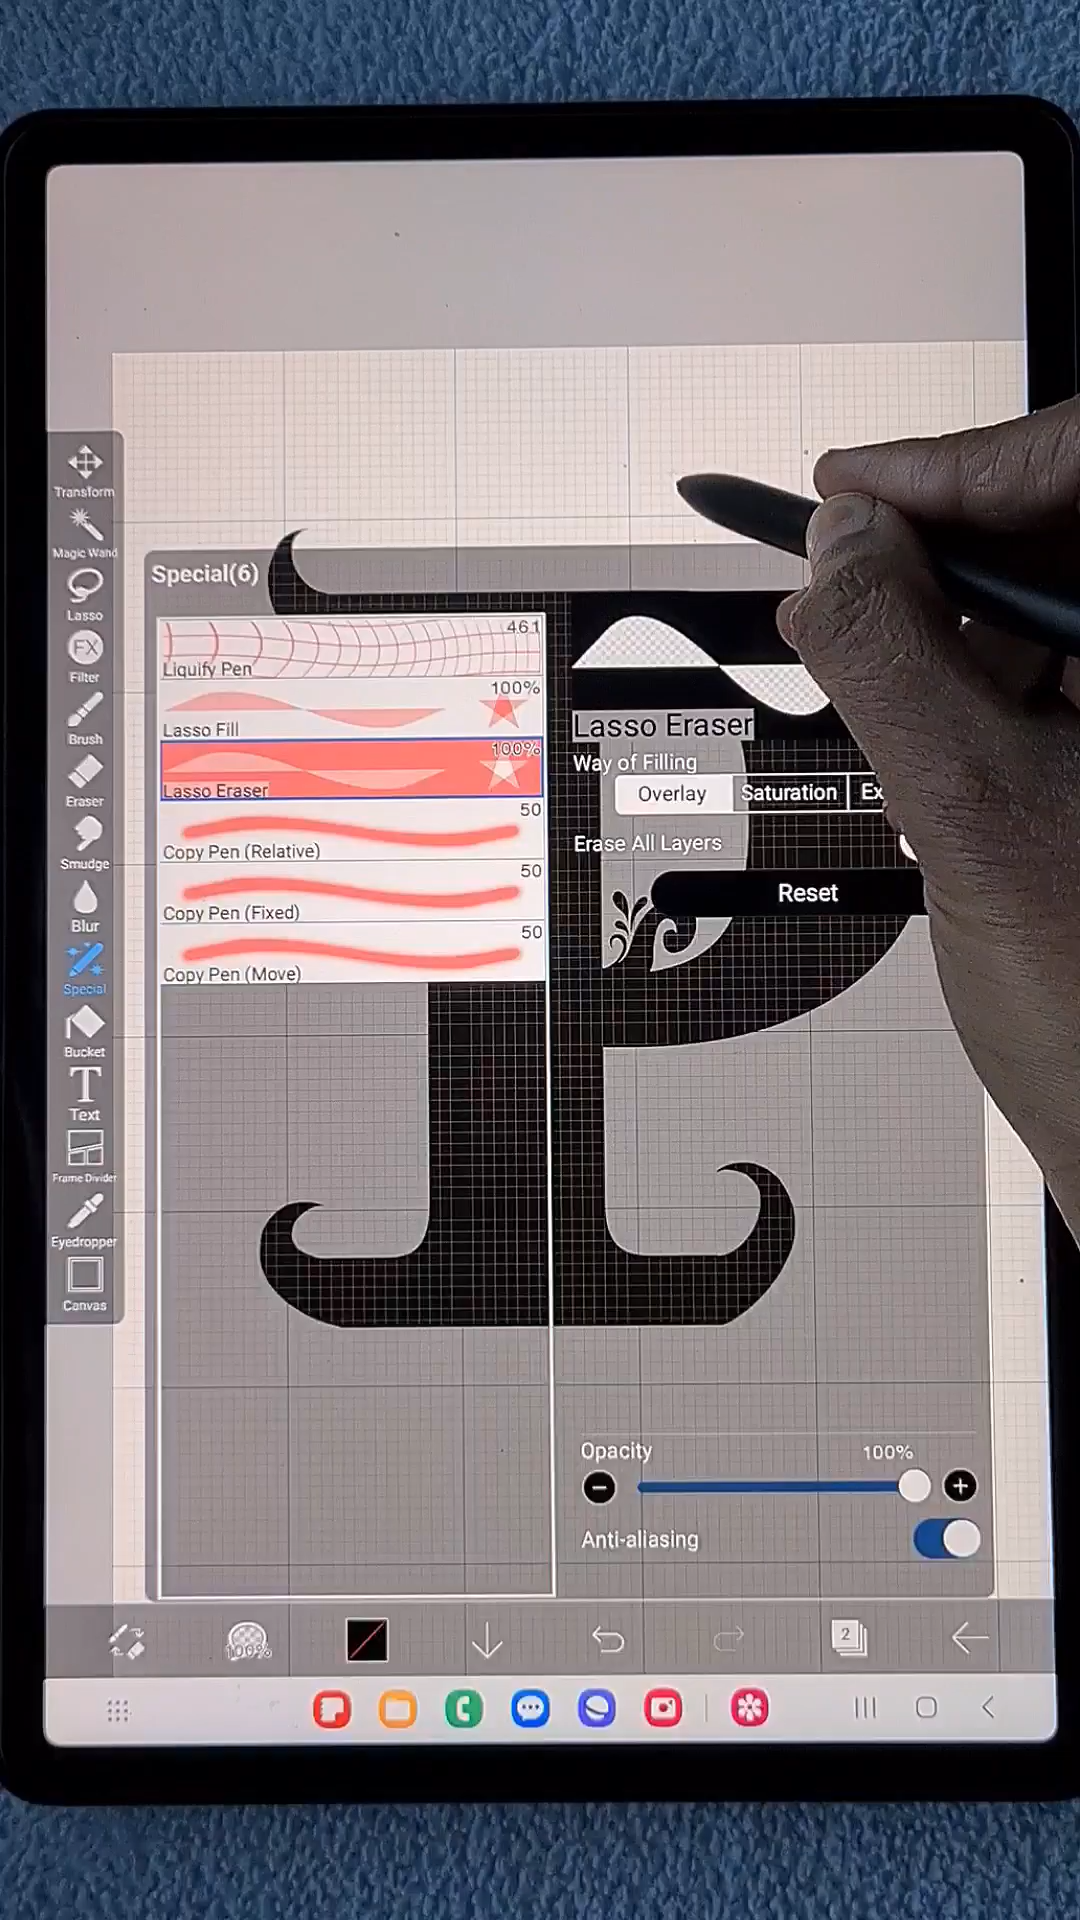 Transform
Magic Wand
Lasso
FX
Filter
Brush
Eraser
Smudge
Blur
Special
Bucket
T
Text
Frame Divider
Eyedropper
Canvas
Special(6)
461
Liquify Pen
100%
Lasso Fill
100%
Lasso Eraser
50
Copy Pen (Relative)
50
Copy Pen (Fixed)
50
Copy Pen (Move)
Lasso Eraser
Way of Filling
Overlay
Saturation
Erase All Layers
Reset
Opacity
100%
Anti-aliasing
100%
2